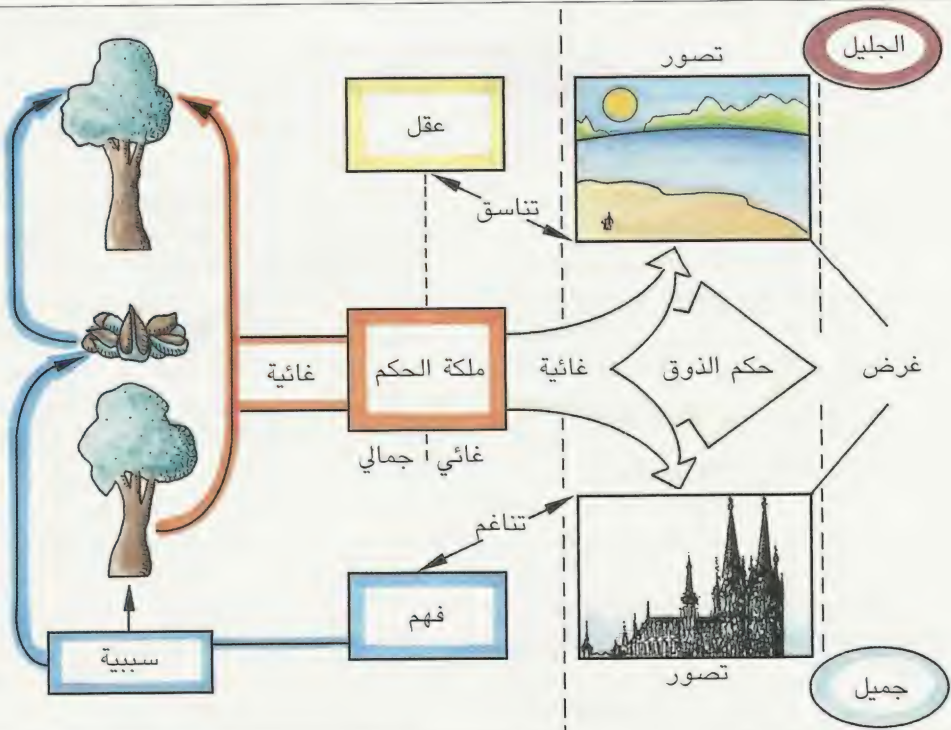 الجليل
تصور
عقل
تناسق
غرض
حكم الذوق
غائية
ملكة الحكم
غائية
غائي
جمالي
تناغم
فهم
سببية
تصور
جميل